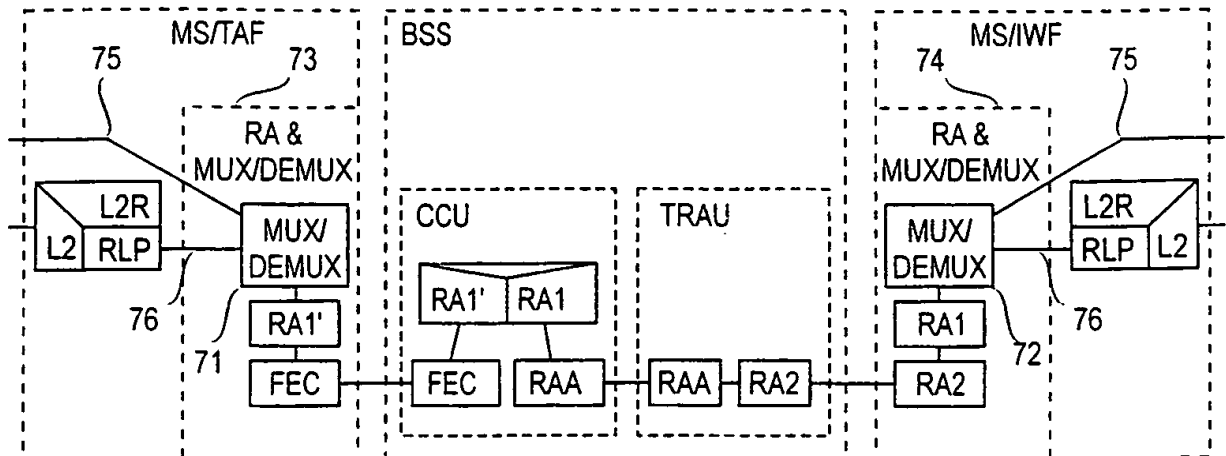 MS/TAF
BSS
MS/IWF
75
73
74
75
RA &
MUX/DEMUX
RA &
MUX/DEMUX
L2R
L2
RLP
MUX/
DEMUX
CCU
TRAU
MUX/
DEMUX
L2R
RLP
L2
RA1'
RA1
76
71
RA1'
RA1
72
76
FEC
FEC
RAA
RAA
RA2
RA2